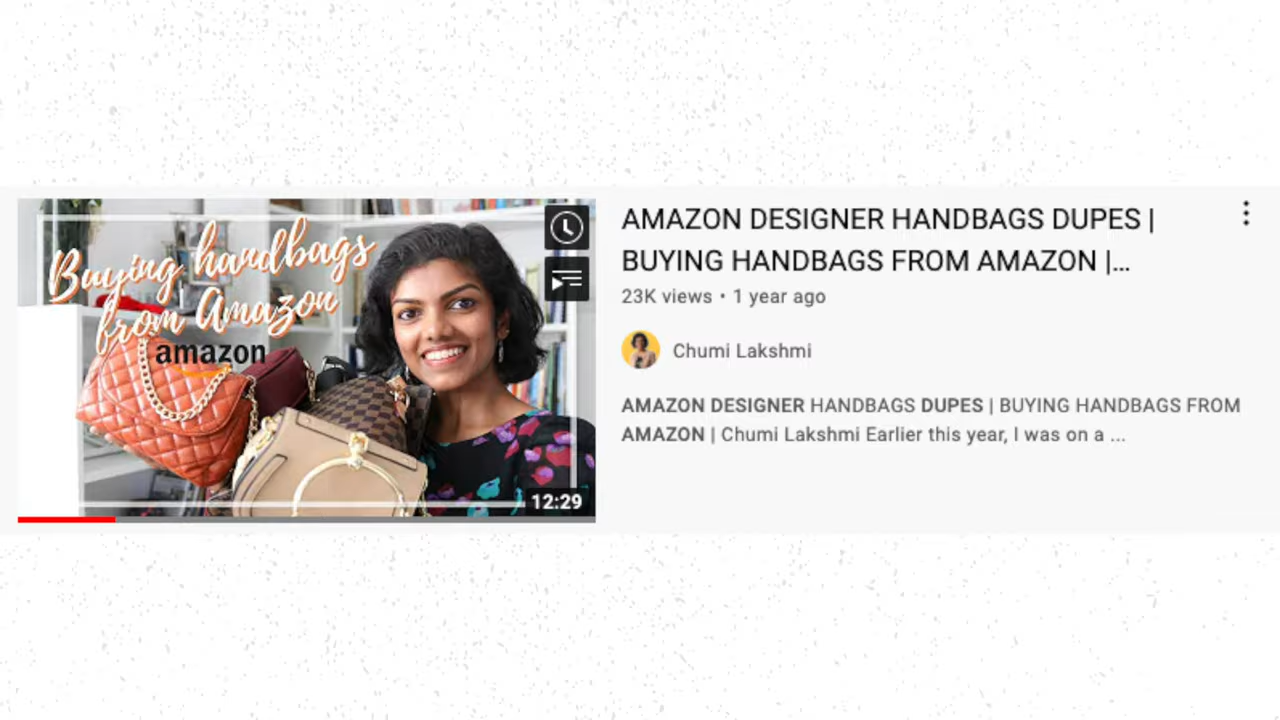 Buying handbags
from Amazon
amazon
12:29
AMAZON DESIGNER HANDBAGS DUPES |
BUYING HANDBAGS FROM AMAZON |...
23K views • 1 year ago
Chumi Lakshmi
AMAZON DESIGNER HANDBAGS DUPES | BUYING HANDBAGS FROM
AMAZON | Chumi Lakshmi Earlier this year, I was on a ...